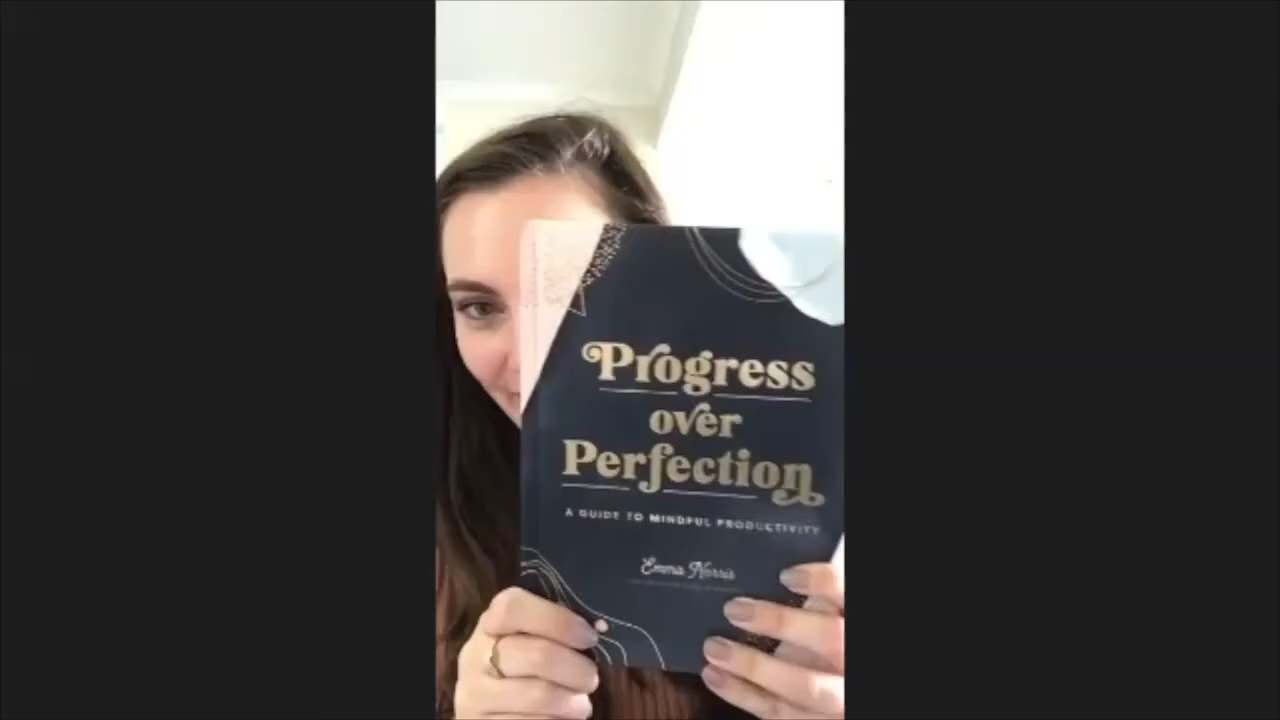 Progress
over
Perfection
A GUIDE TO MINDFUL PRODUCTIVITY
Emma Norris